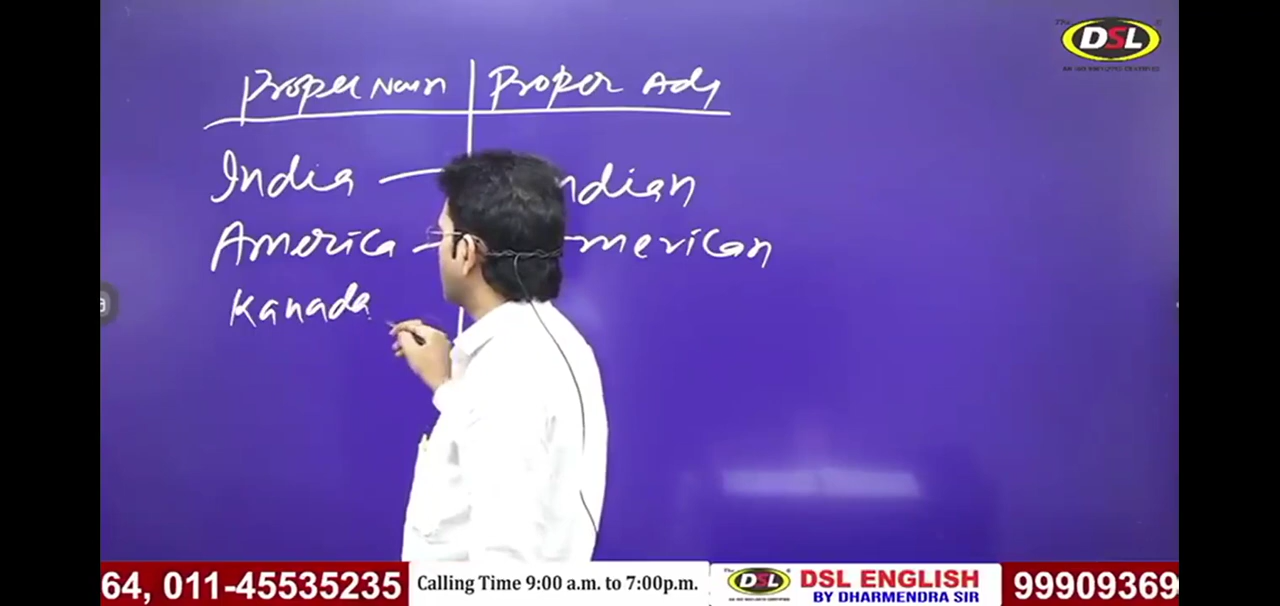 DSL
Proper Noun Proper Adj
India — ndian
America — merican
Kanada
64, 011-45535235 Calling Time 9:00 a.m. to 7:00p.m. DSL DSL ENGLISH 99909369
BY DHARMENDRA SIR